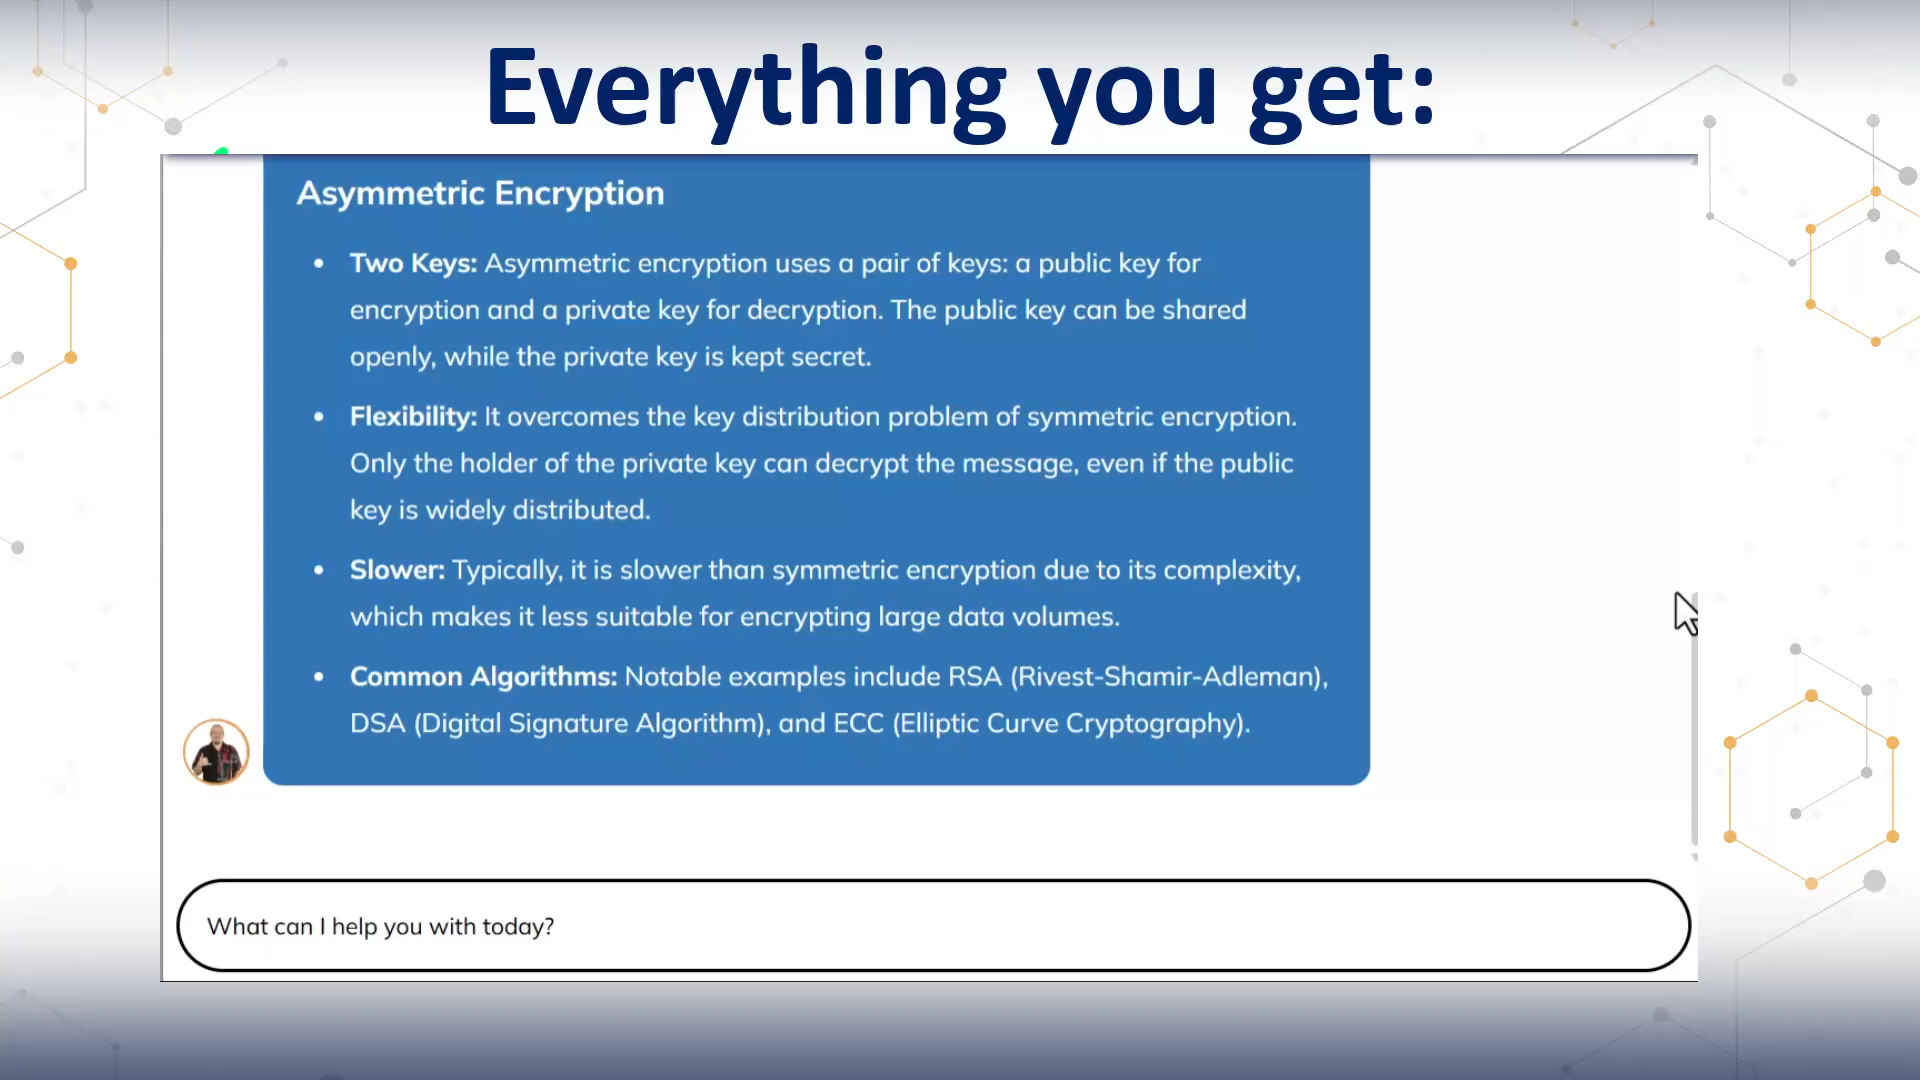 Everything you get:
Asymmetric Encryption
• Two Keys: Asymmetric encryption uses a pair of keys: a public key for
encryption and a private key for decryption. The public key can be shared
openly, while the private key is kept secret.
• Flexibility: It overcomes the key distribution problem of symmetric encryption.
Only the holder of the private key can decrypt the message, even if the public
key is widely distributed.
• Slower: Typically, it is slower than symmetric encryption due to its complexity,
which makes it less suitable for encrypting large data volumes.
• Common Algorithms: Notable examples include RSA (Rivest-Shamir-Adleman),
DSA (Digital Signature Algorithm), and ECC (Elliptic Curve Cryptography).
What can I help you with today?